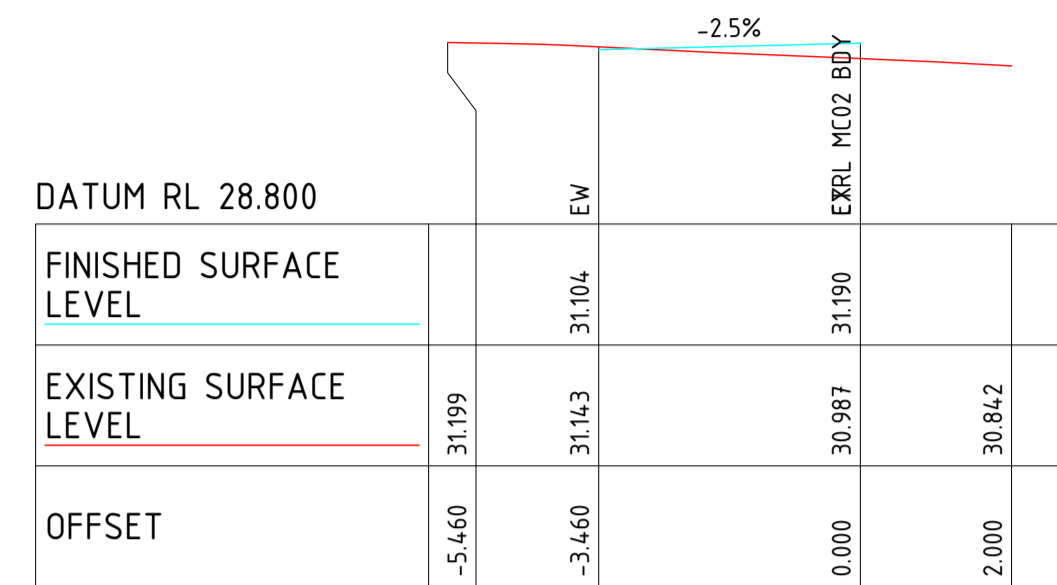 -2.5%
EW
MC02 BDY
DATUM RL 28.800
FINISHED SURFACE
LEVEL
31.104
31.190
EXISTING SURFACE
LEVEL
31.199
31.143
30.987
30.842
OFFSET
-5.460
-3.460
0.000
2.000